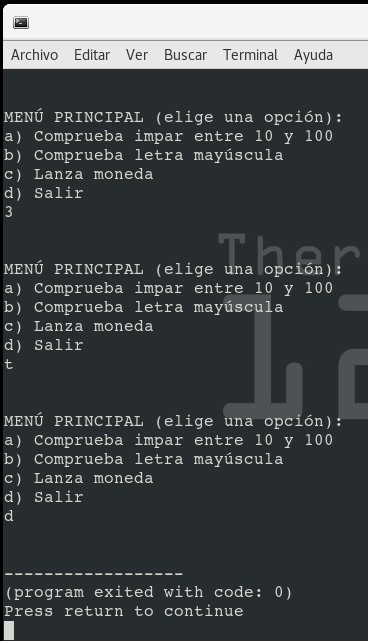 Archivo Editar Ver Buscar Terminal Ayuda
MENÚ PRINCIPAL (elige una opción):
a) Comprueba impar entre 10 y 100
b) Comprueba letra mayúscula
c) Lanza moneda
d) Salir
3
MENÚ PRINCIPAL (elige una opción):
a) Comprueba impar entre 10 y 100
b) Comprueba letra mayúscula
c) Lanza moneda
d) Salir
t
MENÚ PRINCIPAL (elige una opción):
a) Comprueba impar entre 10 y 100
b) Comprueba letra mayúscula
c) Lanza moneda
d) Salir
d
------------------
(program exited with code: 0)
Press return to continue